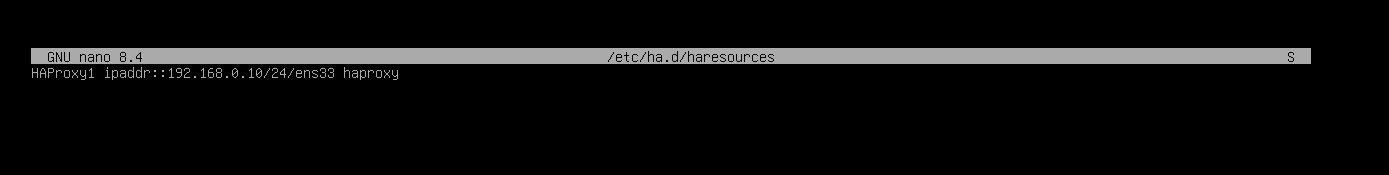 GNU nano 8.4 /etc/ha.d/haresources S
HAProxy1 ipaddr::192.168.0.10/24/ens33 haproxy